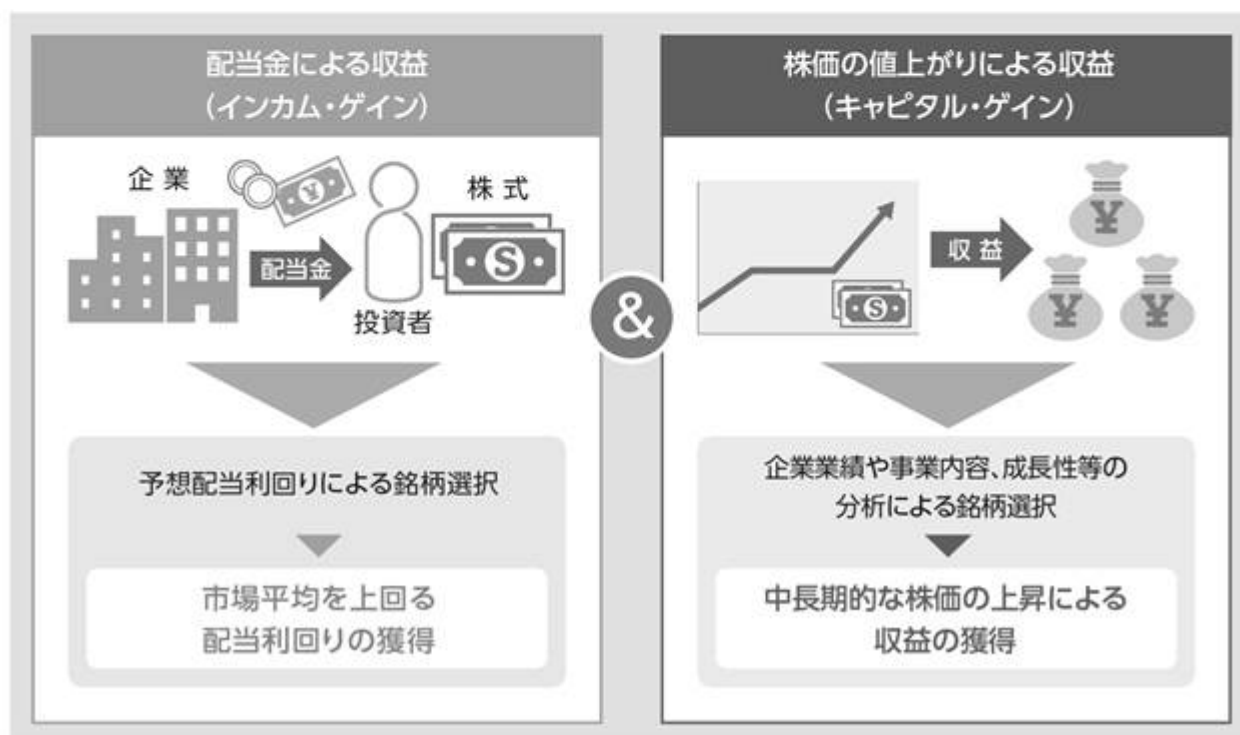 配当金による収益
(インカム・ゲイン)
企業
¥
株式
S
配当金
投資者
予想配当利回りによる銘柄選択
市場平均を上回る
配当利回りの獲得
&
株価の値上がりによる収益
(キャピタル・ゲイン)
S
収益
¥
¥
¥
企業業績や事業内容、成長性等の
分析による銘柄選択
中長期的な株価の上昇による
収益の獲得